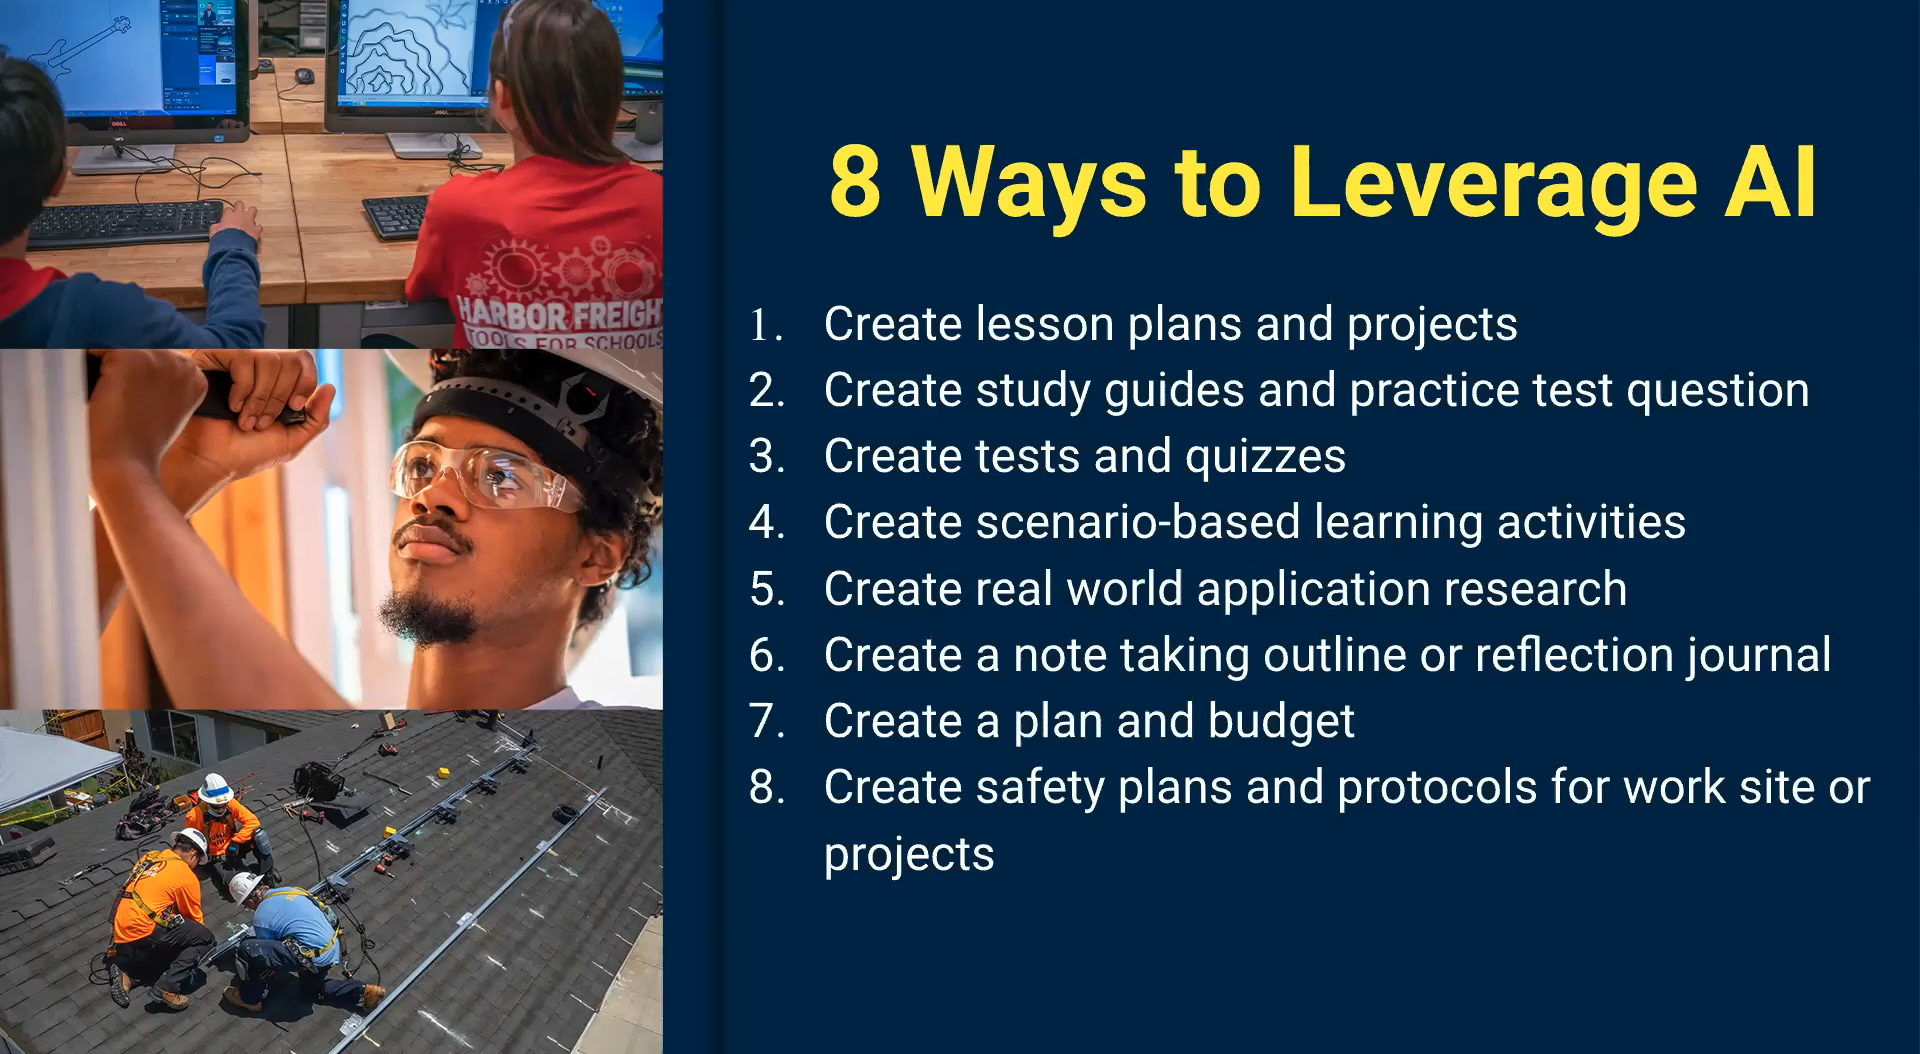 8 Ways to Leverage AI
1. Create lesson plans and projects
2. Create study guides and practice test question
3. Create tests and quizzes
4. Create scenario-based learning activities
5. Create real world application research
6. Create a note taking outline or reflection journal
7. Create a plan and budget
8. Create safety plans and protocols for work site or
projects
DELL
DELL
HARBOR FREIGH
TOOLS FOR SCHOOLS